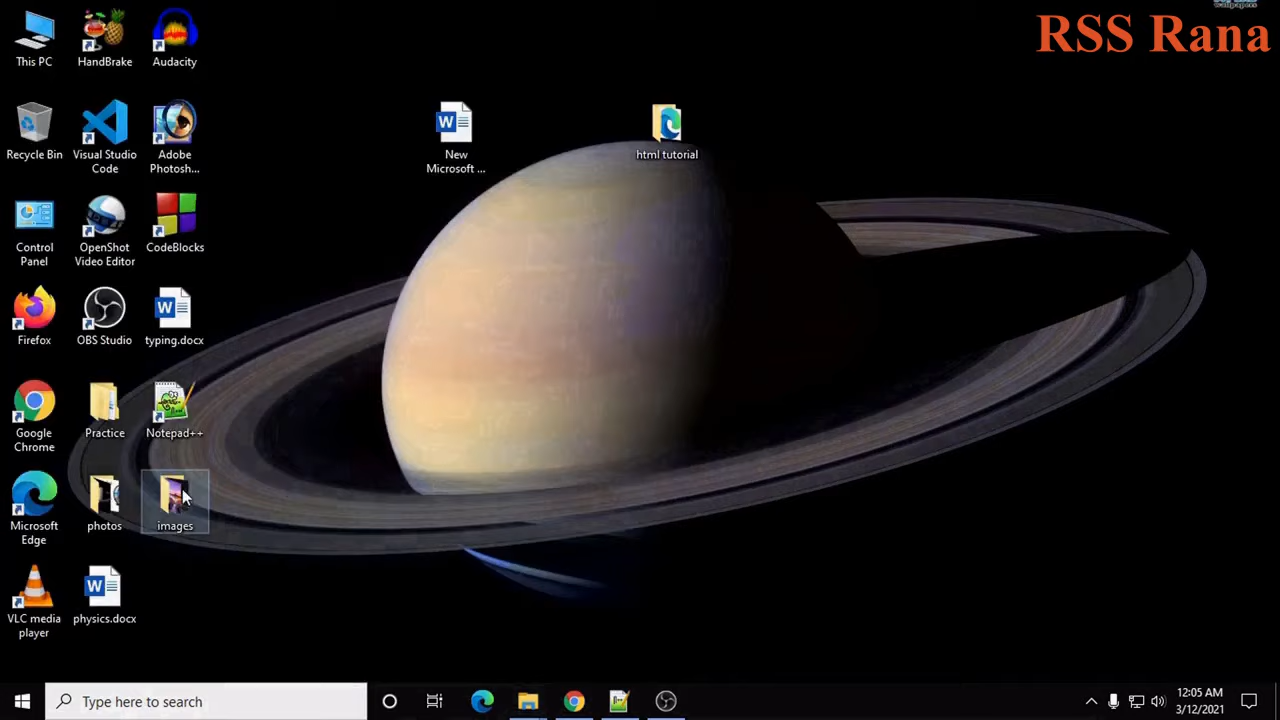 RSS Rana
This PC
HandBrake
Audacity
Recycle Bin
Visual Studio
Code
Adobe
Photosh...
New
Microsoft ...
html tutorial
Control
Panel
OpenShot
Video Editor
CodeBlocks
Firefox
OBS Studio
typing.docx
Google
Chrome
Practice
Notepad++
Microsoft
Edge
photos
images
VLC media
player
physics.docx
Type here to search
12:05 AM
3/12/2021